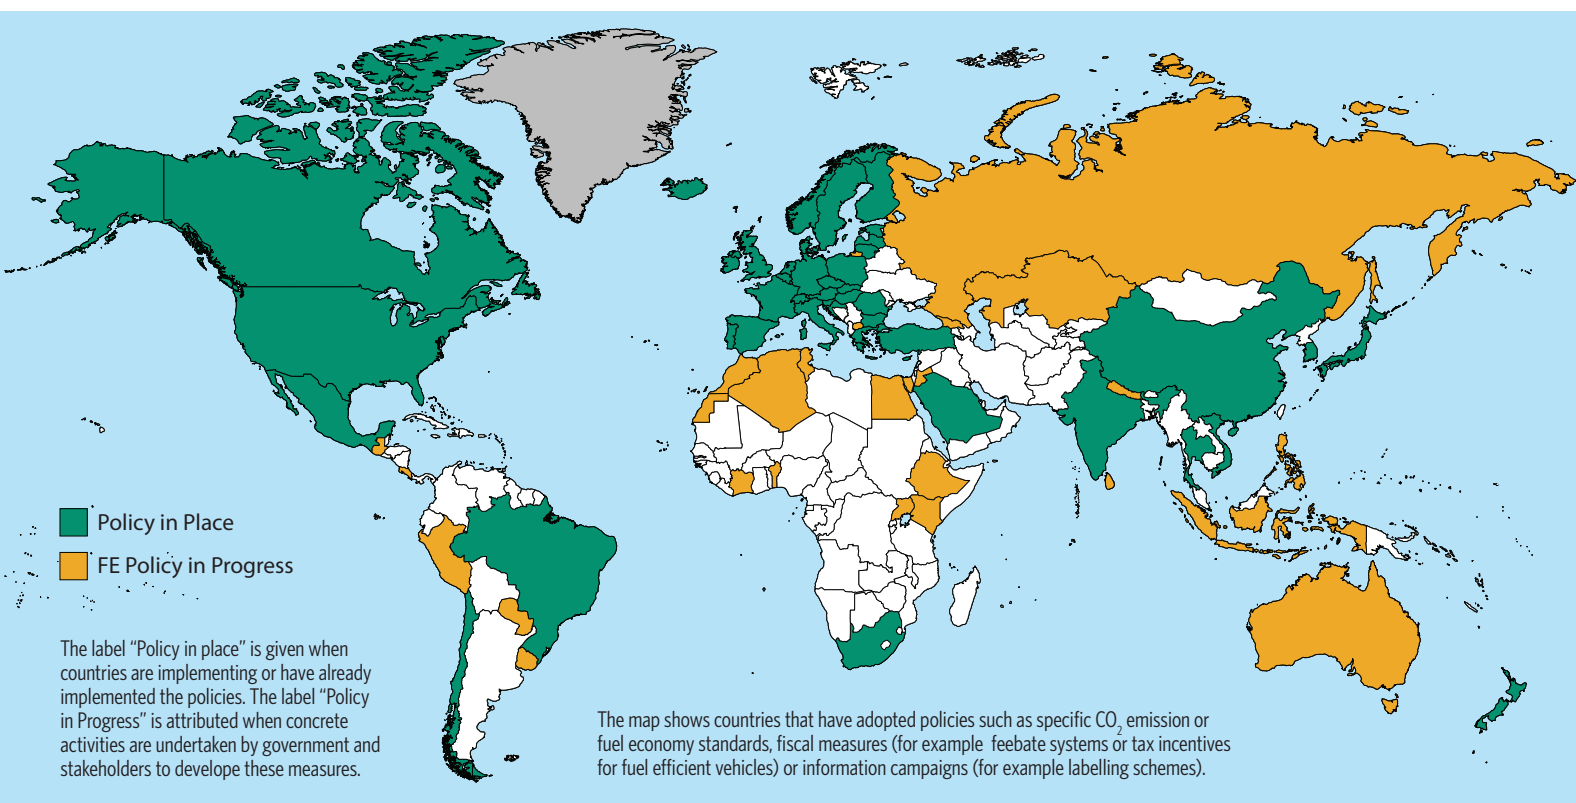 Policy in Place
FE Policy in Progress
The label “Policy in place” is given when
countries are implementing or have already
implemented the policies. The label “Policy
in Progress” is attributed when concrete
activities are undertaken by government and
stakeholders to develope these measures.
The map shows countries that have adopted policies such as specific CO₂ emission or
fuel economy standards, fiscal measures (for example  feebate systems or tax incentives
for fuel efficient vehicles) or information campaigns (for example labelling schemes).